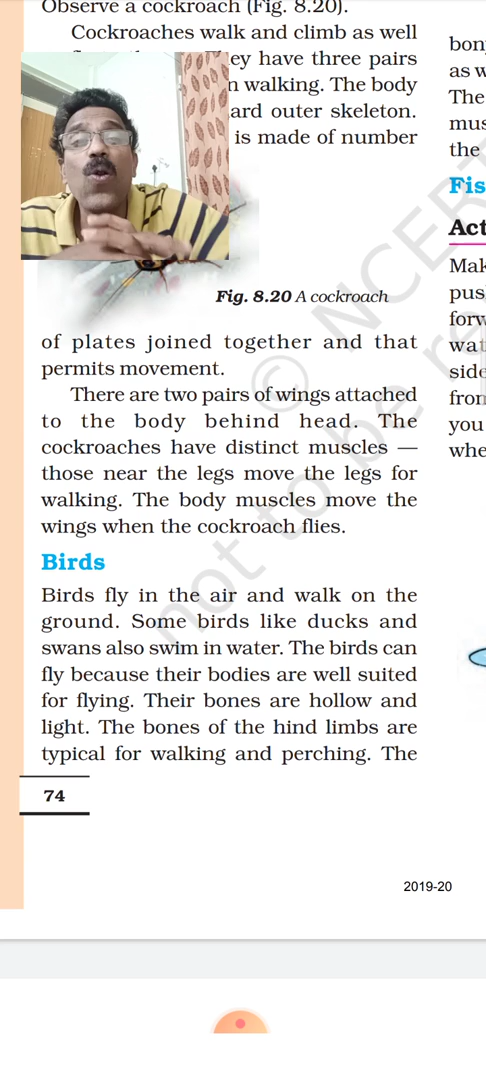 Observe a cockroach (Fig. 8.20).
Cockroaches walk and climb as well
have three pairs
walking. The body
outer skeleton.
is made of number
Fig. 8.20 A cockroach
of plates joined together and that
permits movement.
There are two pairs of wings attached
to the body behind head. The
cockroaches have distinct muscles —
those near the legs move the legs for
walking. The body muscles move the
wings when the cockroach flies.
Birds
Birds fly in the air and walk on the
ground. Some birds like ducks and
swans also swim in water. The birds can
fly because their bodies are well suited
for flying. Their bones are hollow and
light. The bones of the hind limbs are
typical for walking and perching. The
74
as
The
the
you
© NCERT
not to be re
2019-20